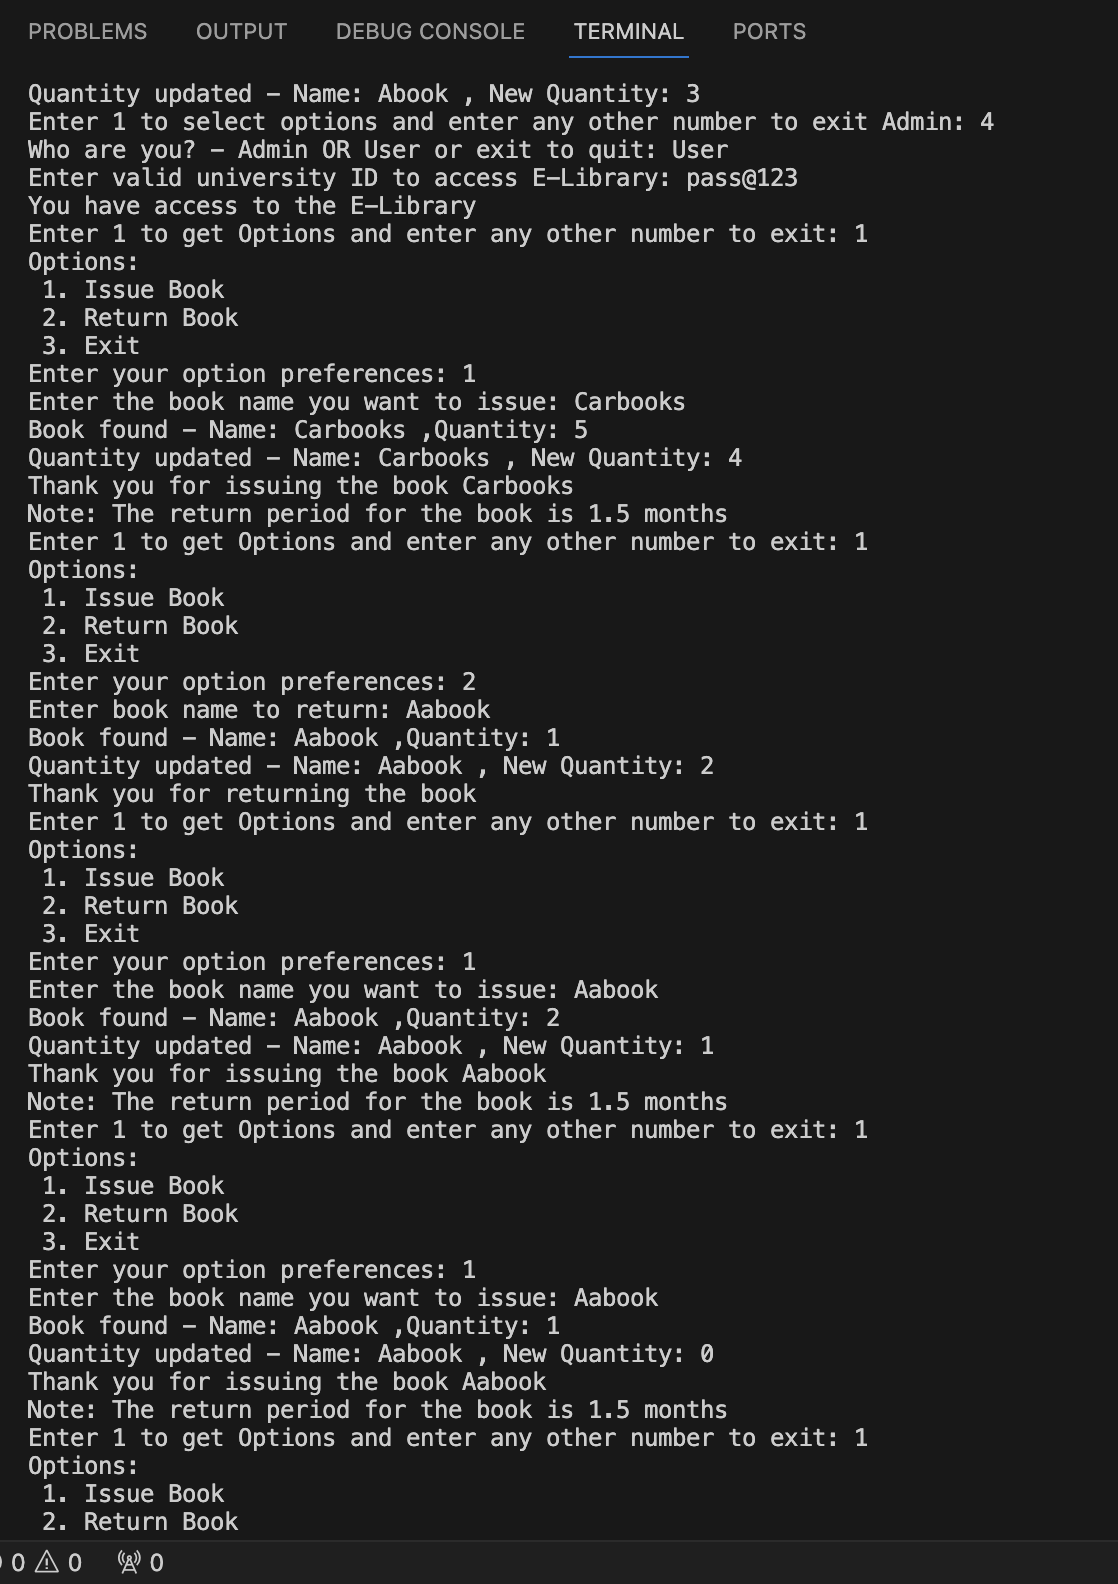 PROBLEMS OUTPUT DEBUG CONSOLE TERMINAL PORTS
Quantity updated - Name: Abook , New Quantity: 3
Enter 1 to select options and enter any other number to exit Admin: 4
Who are you? - Admin OR User or exit to quit: User
Enter valid university ID to access E-Library: pass@123
You have access to the E-Library
Enter 1 to get Options and enter any other number to exit: 1
Options:
1. Issue Book
2. Return Book
3. Exit
Enter your option preferences: 1
Enter the book name you want to issue: Carbooks
Book found - Name: Carbooks ,Quantity: 5
Quantity updated - Name: Carbooks , New Quantity: 4
Thank you for issuing the book Carbooks
Note: The return period for the book is 1.5 months
Enter 1 to get Options and enter any other number to exit: 1
Options:
1. Issue Book
2. Return Book
3. Exit
Enter your option preferences: 2
Enter book name to return: Aabook
Book found - Name: Aabook ,Quantity: 1
Quantity updated - Name: Aabook , New Quantity: 2
Thank you for returning the book
Enter 1 to get Options and enter any other number to exit: 1
Options:
1. Issue Book
2. Return Book
3. Exit
Enter your option preferences: 1
Enter the book name you want to issue: Aabook
Book found - Name: Aabook ,Quantity: 2
Quantity updated - Name: Aabook , New Quantity: 1
Thank you for issuing the book Aabook
Note: The return period for the book is 1.5 months
Enter 1 to get Options and enter any other number to exit: 1
Options:
1. Issue Book
2. Return Book
3. Exit
Enter your option preferences: 1
Enter the book name you want to issue: Aabook
Book found - Name: Aabook ,Quantity: 1
Quantity updated - Name: Aabook , New Quantity: 0
Thank you for issuing the book Aabook
Note: The return period for the book is 1.5 months
Enter 1 to get Options and enter any other number to exit: 1
Options:
1. Issue Book
2. Return Book
0 0 0